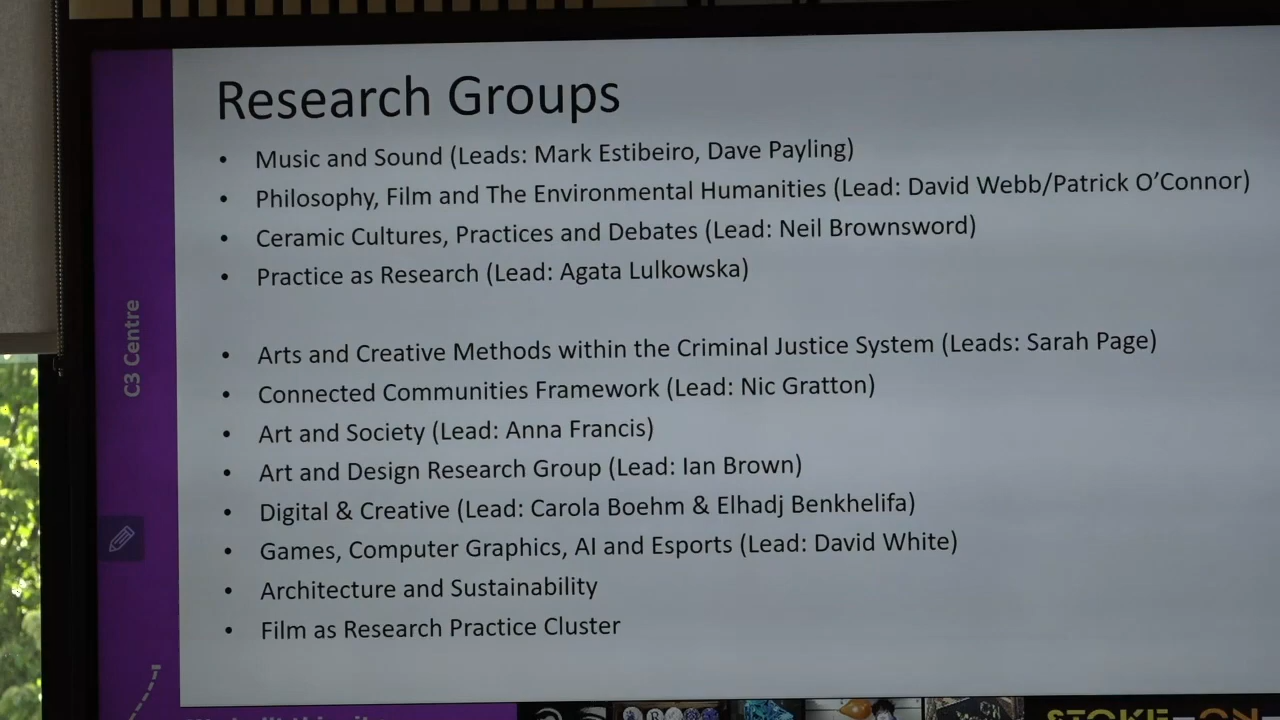 Research Groups
• Music and Sound (Leads: Mark Estibeiro, Dave Payling)
• Philosophy, Film and The Environmental Humanities (Lead: David Webb/Patrick O'Connor)
• Ceramic Cultures, Practices and Debates (Lead: Neil Brownsword)
• Practice as Research (Lead: Agata Lulkowska)
• Arts and Creative Methods within the Criminal Justice System (Leads: Sarah Page)
• Connected Communities Framework (Lead: Nic Gratton)
• Art and Society (Lead: Anna Francis)
• Art and Design Research Group (Lead: Ian Brown)
• Digital & Creative (Lead: Carola Boehm & Elhadj Benkhelifa)
• Games, Computer Graphics, AI and Esports (Lead: David White)
• Architecture and Sustainability
• Film as Research Practice Cluster
C3 Centre
STOKE-ON